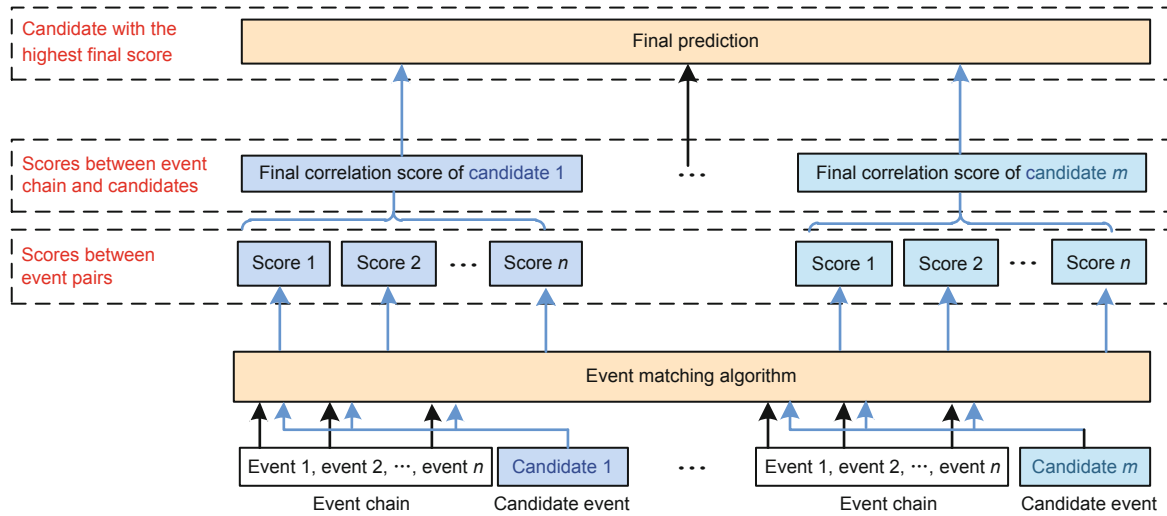 Candidate with the
highest final score
Final prediction
Scores between event
chain and candidates
Final correlation score of candidate 1
...
Final correlation score of candidate m
Scores between
event pairs
Score 1
Score 2
...
Score n
Score 1
Score 2
...
Score n
Event matching algorithm
Event 1, event 2, ···, event n
Candidate 1
...
Event 1, event 2, ···, event n
Candidate m
Event chain
Candidate event
Event chain
Candidate event